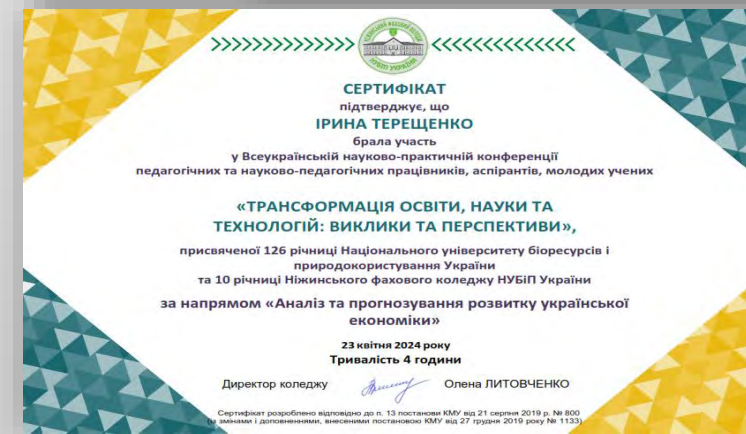 СЕРТИФІКАТ
підтверджує, що
ІРИНА ТЕРЕЩЕНКО
брала участь
у Всеукраїнській науково-практичній конференції
педагогічних та науково-педагогічних працівників, аспірантів, молодих учених
«ТРАНСФОРМАЦІЯ ОСВІТИ, НАУКИ ТА
ТЕХНОЛОГІЙ: ВИКЛИКИ ТА ПЕРСПЕКТИВИ»,
присвяченої 126 річниці Національного університету біоресурсів і
природокористування України
та 10 річниці Ніжинського фахового коледжу НУБіП України
за напрямом «Аналіз та прогнозування розвитку української
економіки»
23 квітня 2024 року
Тривалість 4 години
Директор коледжу Олена ЛИТОВЧЕНКО
Сертифікат розроблено відповідно до п. 13 постанови КМУ від 21 серпня 2019 р. № 800
(із змінами і доповненнями, внесеними постановою КМУ від 27 грудня 2019 року № 1133)